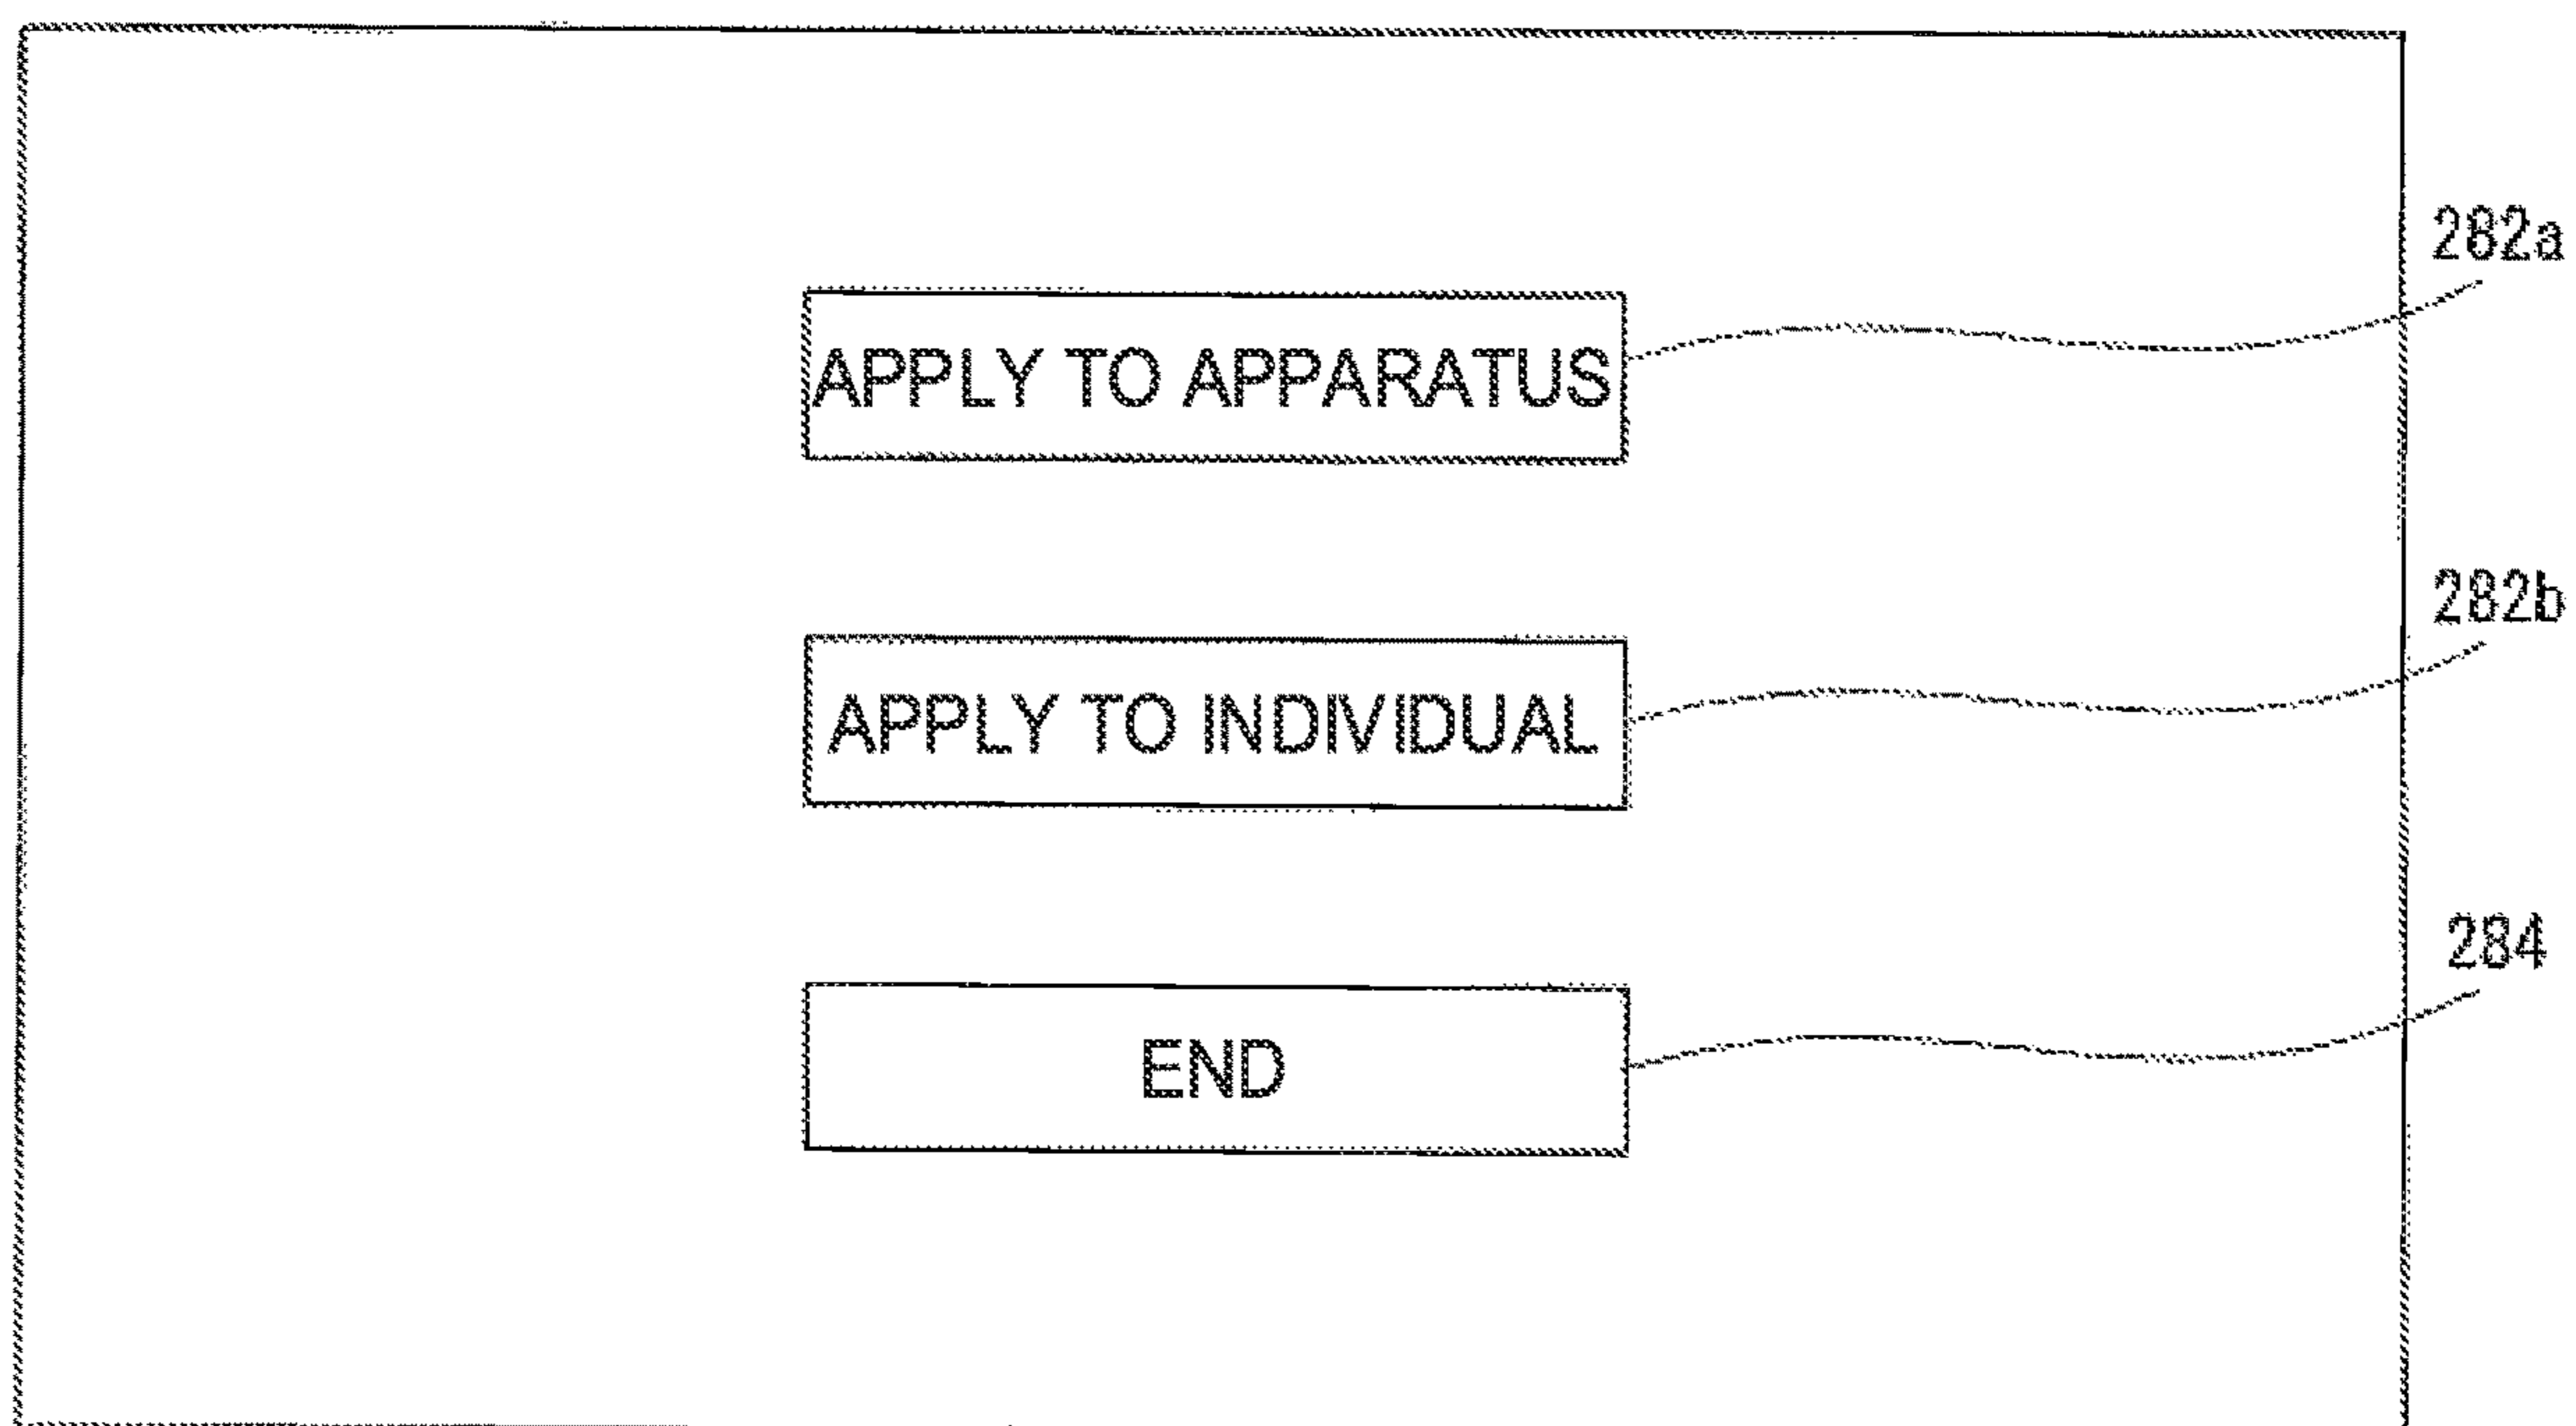 282a
APPLY TO APPARATUS
282b
APPLY TO INDIVIDUAL
284
END